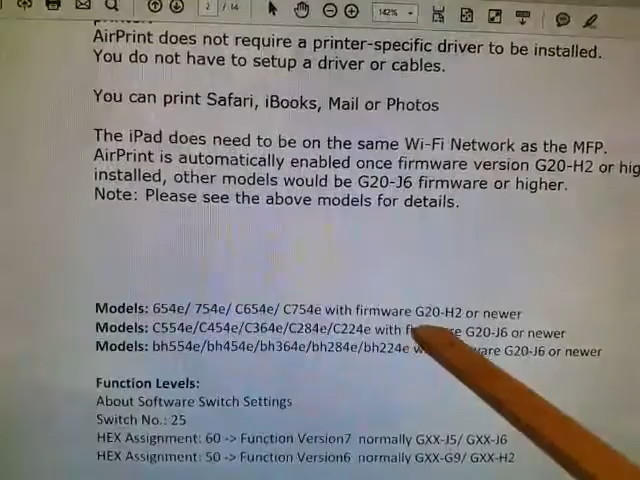 2 / 14
142%
AirPrint does not require a printer-specific driver to be installed.
You do not have to setup a driver or cables.
You can print Safari, iBooks, Mail or Photos
The iPad does need to be on the same Wi-Fi Network as the MFP.
AirPrint is automatically enabled once firmware version G20-H2 or hig
installed, other models would be G20-J6 firmware or higher.
Note: Please see the above models for details.
Models: 654e/ 754e/ C654e/ C754e with firmware G20-H2 or newer
Models: C554e/C454e/C364e/C284e/C224e with G20-J6 or newer
Models: bh554e/bh454e/bh364e/bh284e/bh224e G20-J6 or newer
Function Levels:
About Software Switch Settings
Switch No.: 25
HEX Assignment: 60 -> Function Version7 normally GXX-J5/ GXX-J6
HEX Assignment: 50 -> Function Version6 normally GXX-G9/ GXX-H2